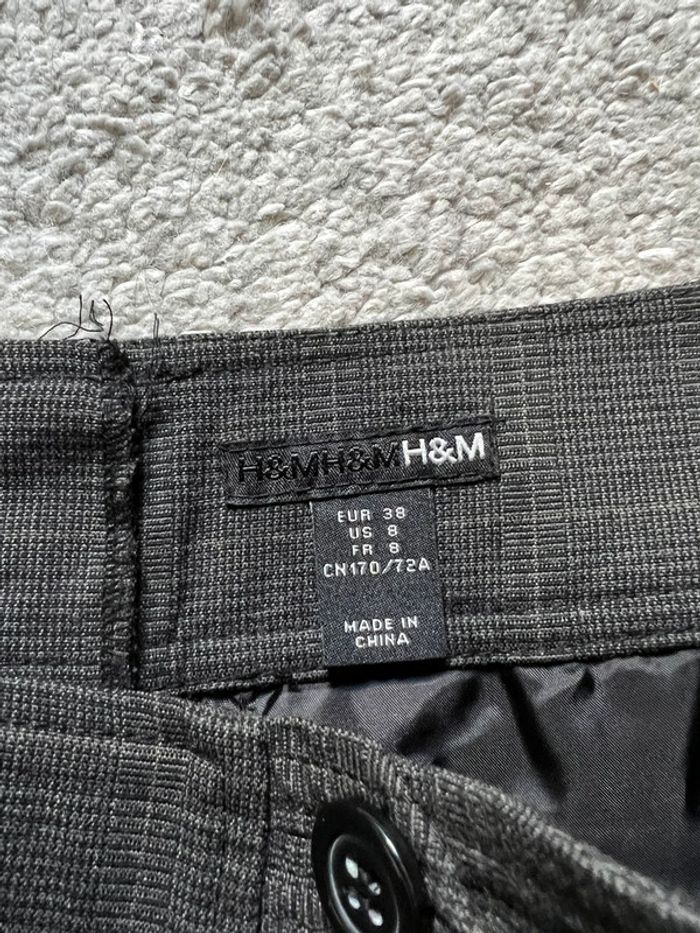 H&MH&MH&M
EUR 38
US 8
FR 8
CN170/72A
MADE IN
CHINA